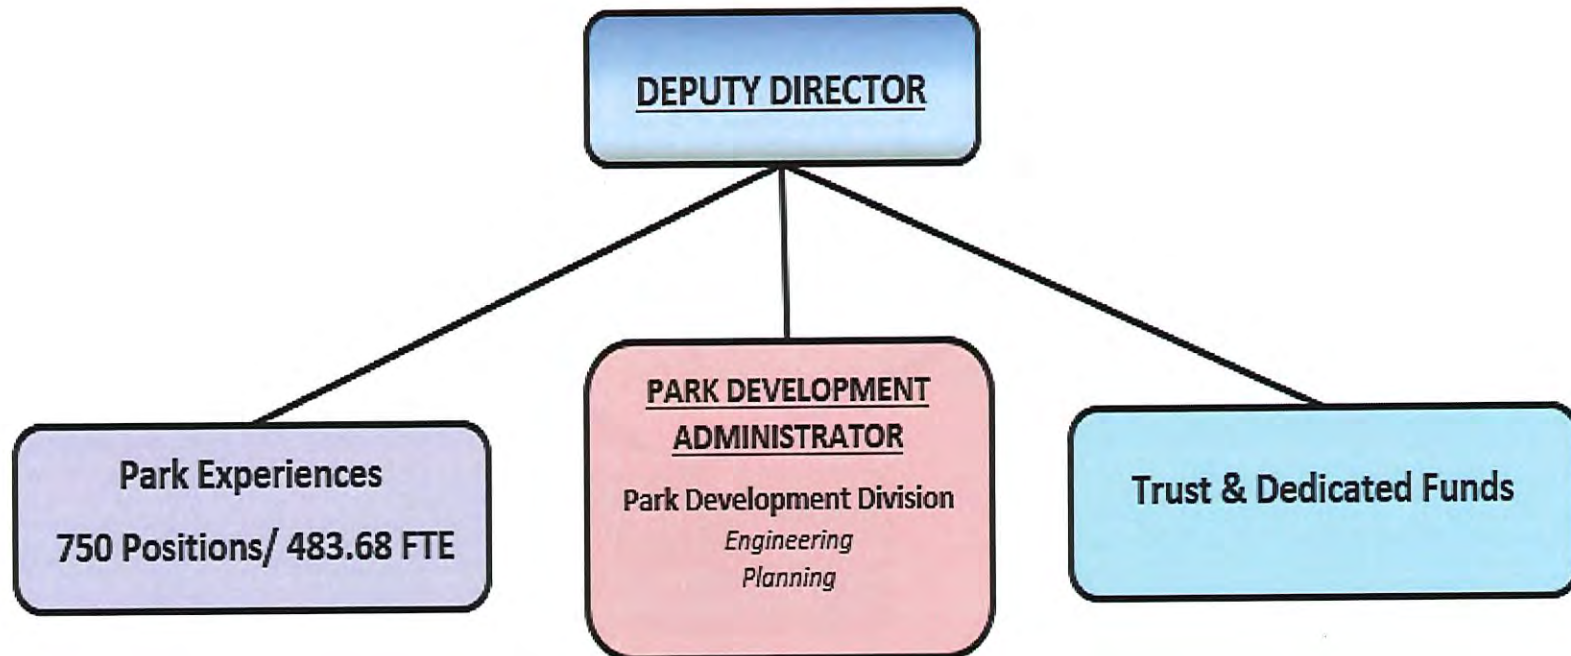 DEPUTY DIRECTOR
Park Experiences
750 Positions/ 483.68 FTE
PARK DEVELOPMENT
ADMINISTRATOR
Park Development Division
Engineering
Planning
Trust & Dedicated Funds